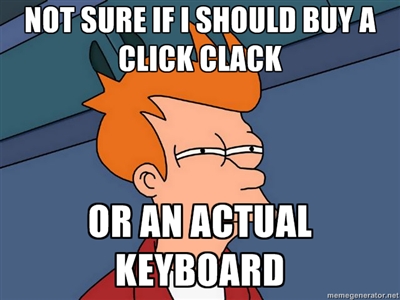 NOT SURE IF I SHOULD BUY A
CLICK CLACK
OR AN ACTUAL
KEYBOARD
memegenerator.net